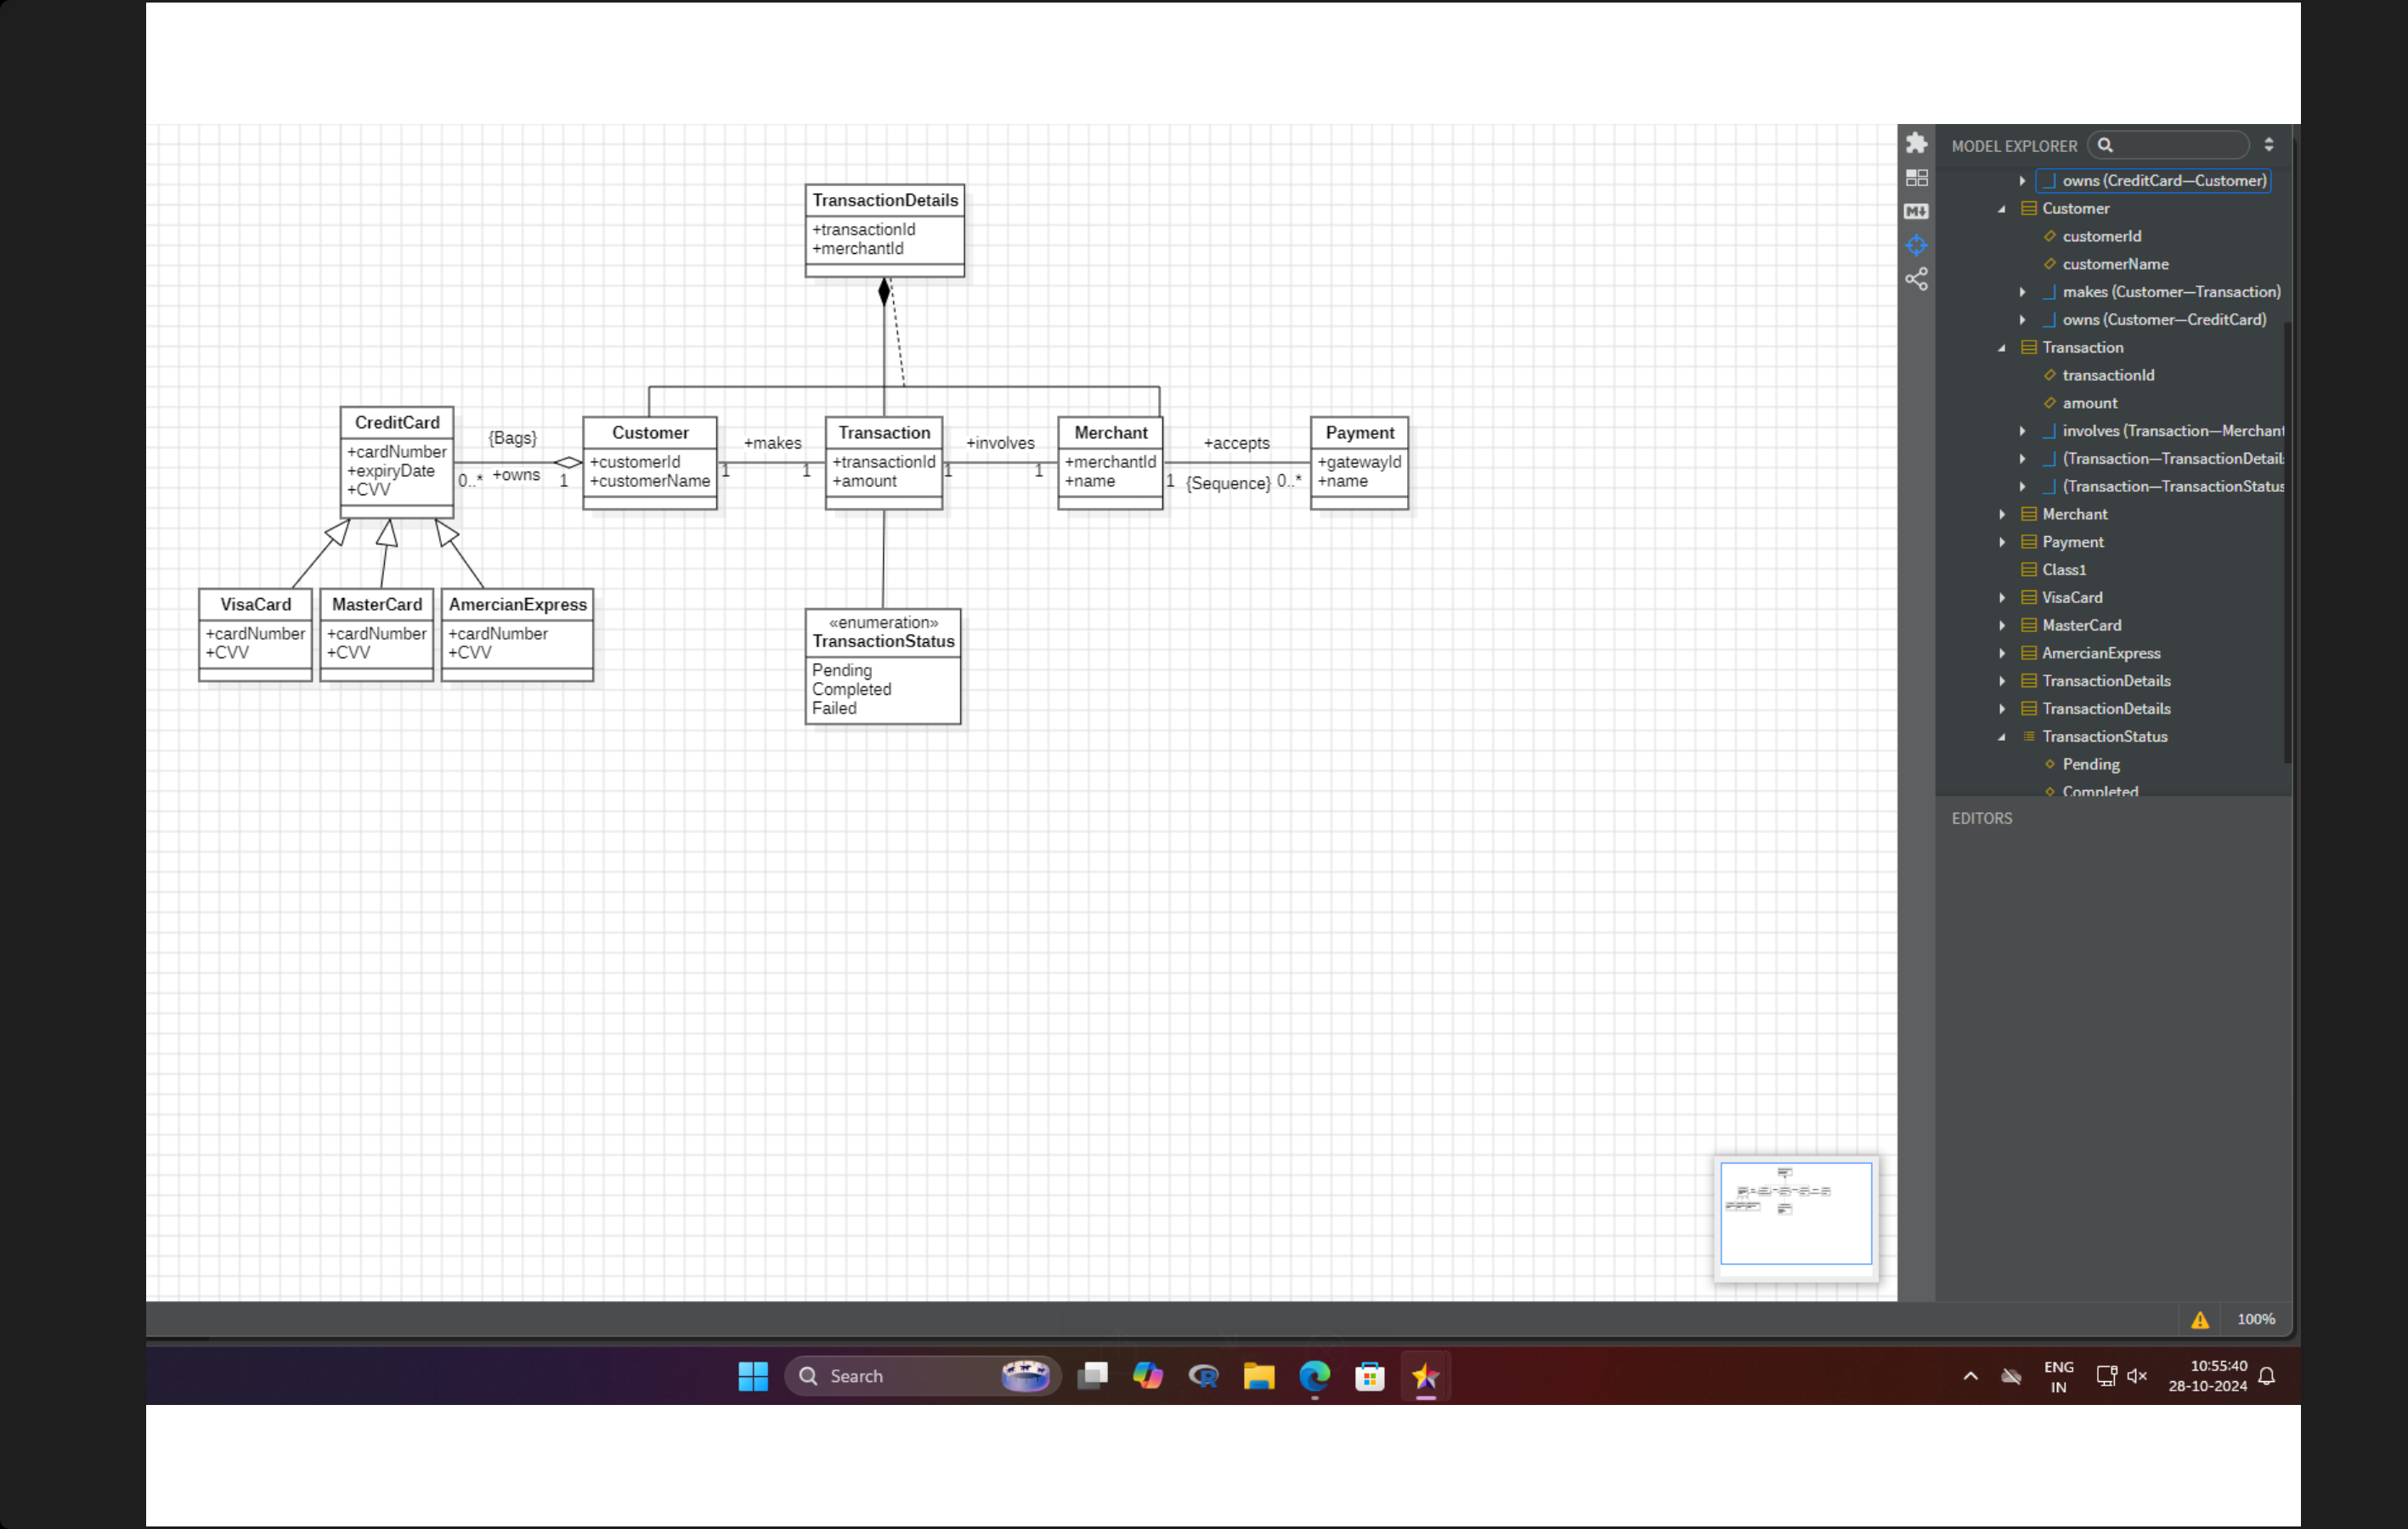 TransactionDetails
+transactionId
+merchantId
CreditCard
+cardNumber
+expiryDate
+CVV
{Bags}
0..* +owns 1
Customer
+customerId
+customerName
+makes
1 1
Transaction
+transactionId
+amount
+involves
1 1
Merchant
+merchantId
+name
+accepts
1 {Sequence} 0..*
Payment
+gatewayId
+name
VisaCard
+cardNumber
+CVV
MasterCard
+cardNumber
+CVV
AmercianExpress
+cardNumber
+CVV
«enumeration»
TransactionStatus
Pending
Completed
Failed
MODEL EXPLORER
owns (CreditCard—Customer)
Customer
customerId
customerName
makes (Customer—Transaction)
owns (Customer—CreditCard)
Transaction
transactionId
amount
involves (Transaction—Merchant
(Transaction—TransactionDetail
(Transaction—TransactionStatus
Merchant
Payment
Class1
VisaCard
MasterCard
AmercianExpress
TransactionDetails
TransactionDetails
TransactionStatus
Pending
Completed
EDITORS
100%
Search
ENG
IN
10:55:40
28-10-2024